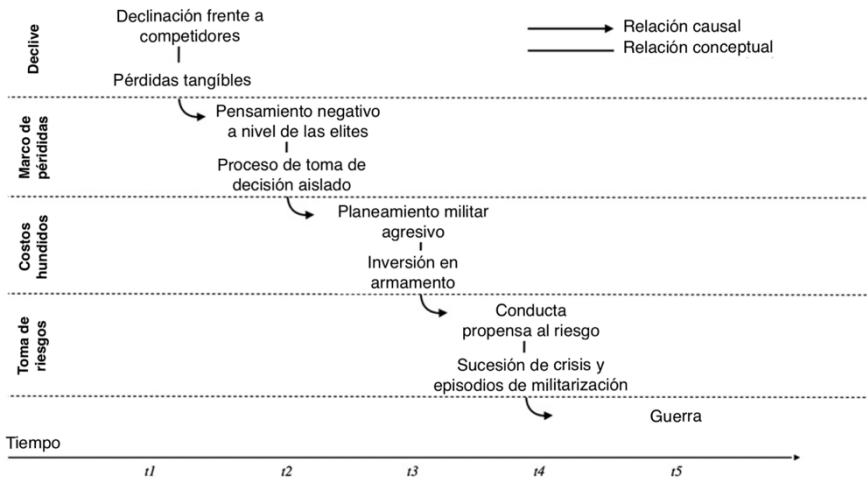 Declinación frente a
competidores
Pérdidas tangíbles
Declive
Relación causal
Relación conceptual
Pensamiento negativo
a nivel de las elites
Proceso de toma de
decisión aislado
Marco de
pérdidas
Planeamiento militar
agresivo
Inversión en
armamento
Costos
hundidos
Conducta
propensa al riesgo
Sucesión de crisis y
episodios de militarización
Toma de
riesgos
Guerra
Tiempo
t1
t2
t3
t4
t5